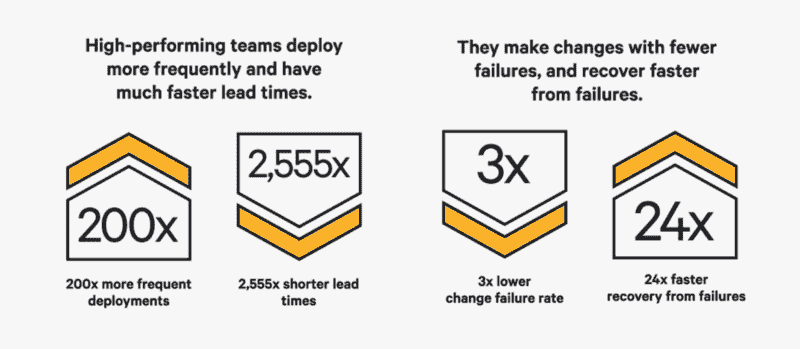 High-performing teams deploy
more frequently and have
much faster lead times.
They make changes with fewer
failures, and recover faster
from failures.
200x
2,555x
3x
24x
200x more frequent
deployments
2,555x shorter lead
times
3x lower
change failure rate
24x faster
recovery from failures